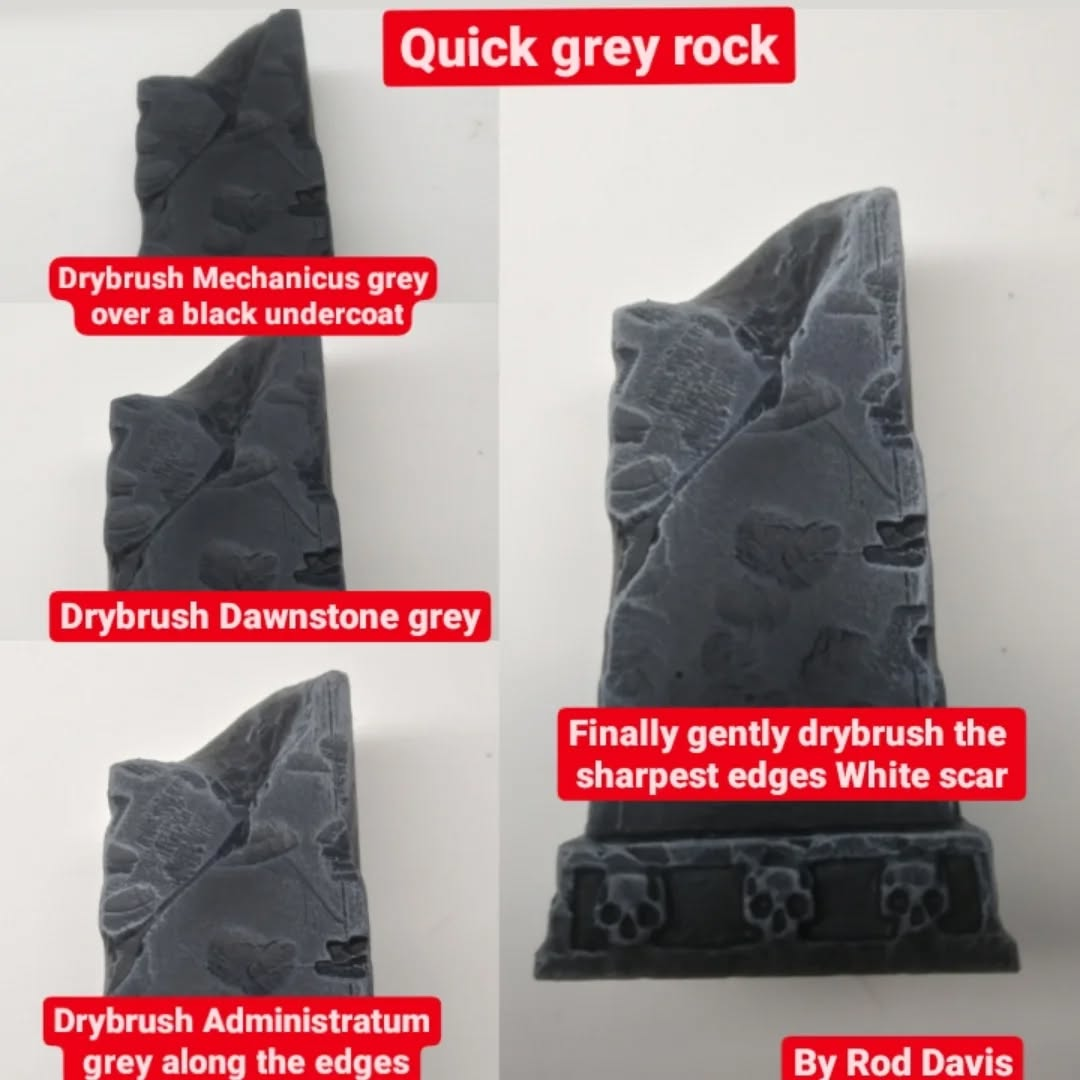 Quick grey rock
Drybrush Mechanicus grey
over a black undercoat
Drybrush Dawnstone grey
Drybrush Administratum
grey along the edges
Finally gently drybrush the
sharpest edges White scar
By Rod Davis